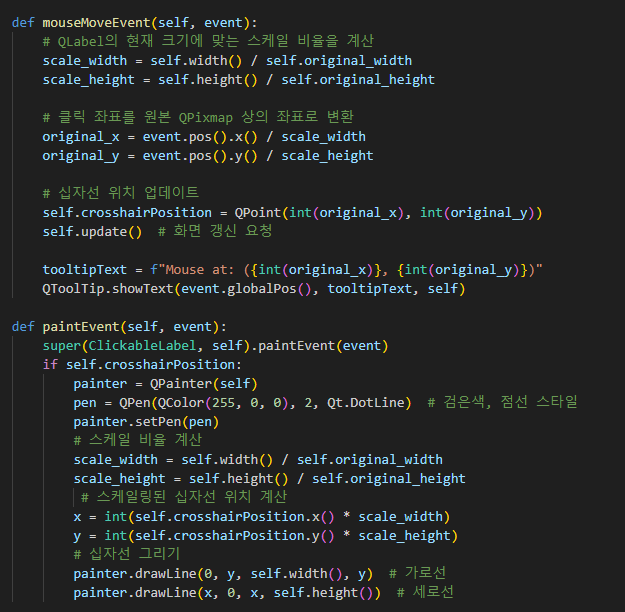 def mouseMoveEvent(self, event):
    # QLabel의 현재 크기에 맞는 스케일 비율을 계산
    scale_width = self.width() / self.original_width
    scale_height = self.height() / self.original_height

    # 클릭 좌표를 원본 QPixmap 상의 좌표로 변환
    original_x = event.pos().x() / scale_width
    original_y = event.pos().y() / scale_height

    # 십자선 위치 업데이트
    self.crosshairPosition = QPoint(int(original_x), int(original_y))
    self.update()  # 화면 갱신 요청

    tooltipText = f"Mouse at: ({int(original_x)}, {int(original_y)})"
    QToolTip.showText(event.globalPos(), tooltipText, self)

def paintEvent(self, event):
    super(ClickableLabel, self).paintEvent(event)
    if self.crosshairPosition:
        painter = QPainter(self)
        pen = QPen(QColor(255, 0, 0), 2, Qt.DotLine)  # 검은색, 점선 스타일
        painter.setPen(pen)
        # 스케일 비율 계산
        scale_width = self.width() / self.original_width
        scale_height = self.height() / self.original_height
         # 스케일링된 십자선 위치 계산
        x = int(self.crosshairPosition.x() * scale_width)
        y = int(self.crosshairPosition.y() * scale_height)
        # 십자선 그리기
        painter.drawLine(0, y, self.width(), y)  # 가로선
        painter.drawLine(x, 0, x, self.height())  # 세로선